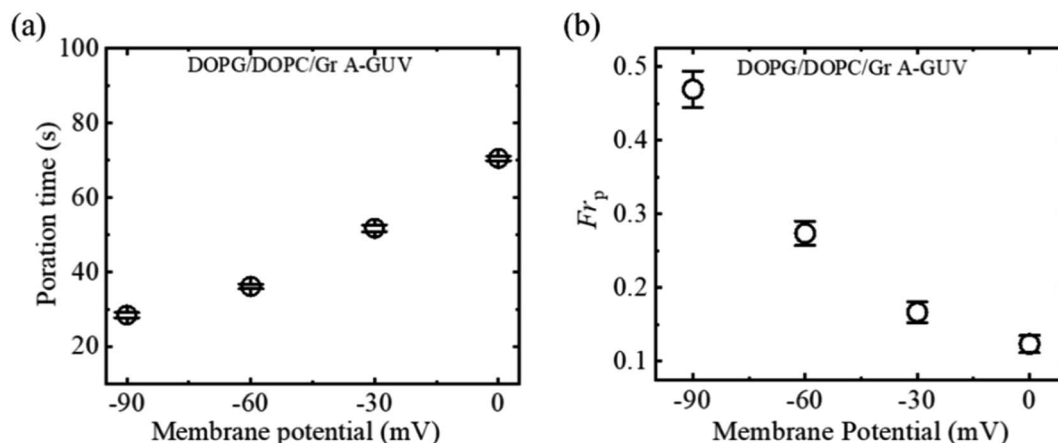 (a)
100
80
60
40
20
Poration time (s)
DOPG/DOPC/Gr A-GUV
-90 -60 -30 0
Membrane potential (mV)
(b)
0.5
0.4
0.3
0.2
0.1
Frp
DOPG/DOPC/Gr A-GUV
-90 -60 -30 0
Membrane Potential (mV)